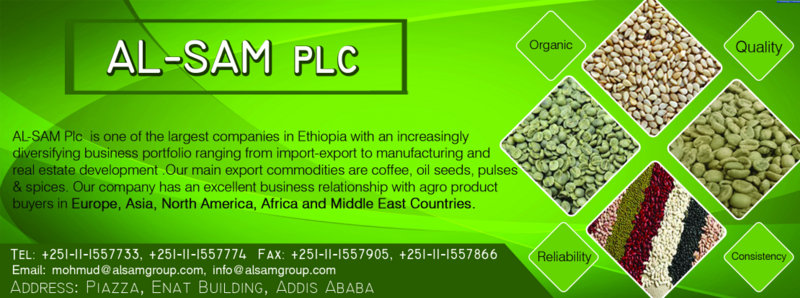 AL-SAM PLC
Organic
Quality
AL-SAM Plc is one of the largest companies in Ethiopia with an increasingly
diversifying business portfolio ranging from import-export to manufacturing and
real estate development .Our main export commodities are coffee, oil seeds, pulses
& spices. Our company has an excellent business relationship with agro product
buyers in Europe, Asia, North America, Africa and Middle East Countries.
Reliability
Consistency
Tel: +251-11-1557733, +251-11-1557774 Fax: +251-11-1557905, +251-11-1557866
Email: mohmud@alsamgroup.com, info@alsamgroup.com
Address: Piazza, Enat Building, Addis Ababa